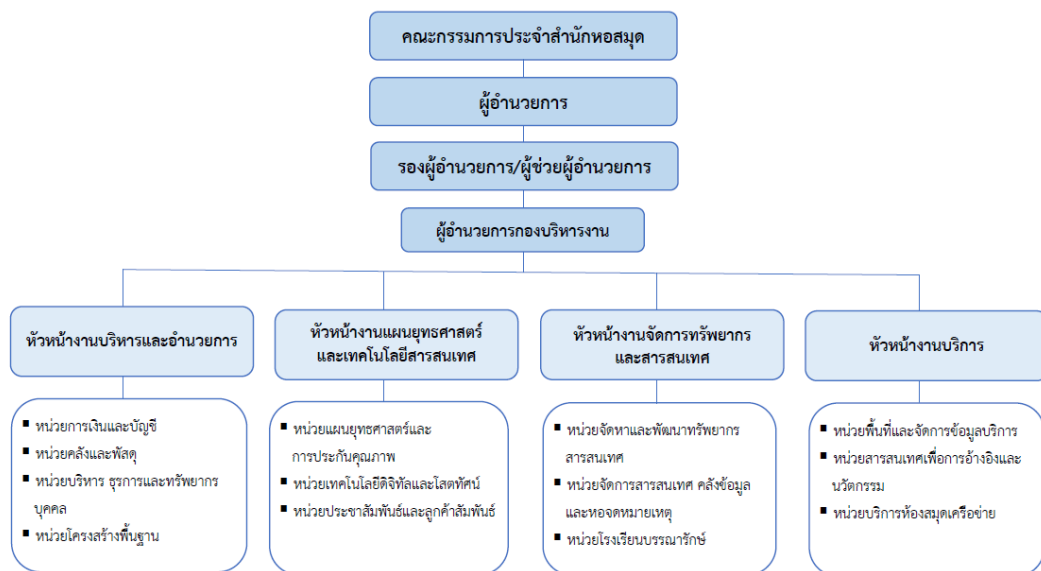 คณะกรรมการประจำสำนักหอสมุด
ผู้อำนวยการ
รองผู้อำนวยการ/ผู้ช่วยผู้อำนวยการ
ผู้อำนวยการกองบริหารงาน
หัวหน้างานบริหารและอำนวยการ
▪ หน่วยการเงินและบัญชี
▪ หน่วยคลังและพัสดุ
▪ หน่วยบริหาร ธุรการและทรัพยากร
บุคคล
▪ หน่วยโครงสร้างพื้นฐาน
หัวหน้างานแผนยุทธศาสตร์
และเทคโนโลยีสารสนเทศ
▪ หน่วยแผนยุทธศาสตร์และ
การประกันคุณภาพ
▪ หน่วยเทคโนโลยีดิจิทัลและโสตทัศน์
▪ หน่วยประชาสัมพันธ์และลูกค้าสัมพันธ์
หัวหน้างานจัดการทรัพยากร
และสารสนเทศ
▪ หน่วยจัดหาและพัฒนาทรัพยากร
สารสนเทศ
▪ หน่วยจัดการสารสนเทศ คลังข้อมูล
และหอจดหมายเหตุ
▪ หน่วยโรงเรียนบรรณารักษ์
หัวหน้างานบริการ
▪ หน่วยพื้นที่และจัดการข้อมูลบริการ
▪ หน่วยสารสนเทศเพื่อการอ้างอิงและ
นวัตกรรม
▪ หน่วยบริการห้องสมุดเครือข่าย